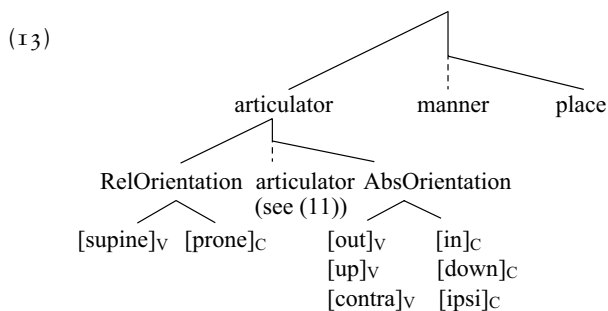 (13)
articulator manner place
RelOrientation articulator AbsOrientation
(see (11))
[supine]V [prone]C [out]V [in]C
[up]V [down]C
[contra]V [ipsi]C